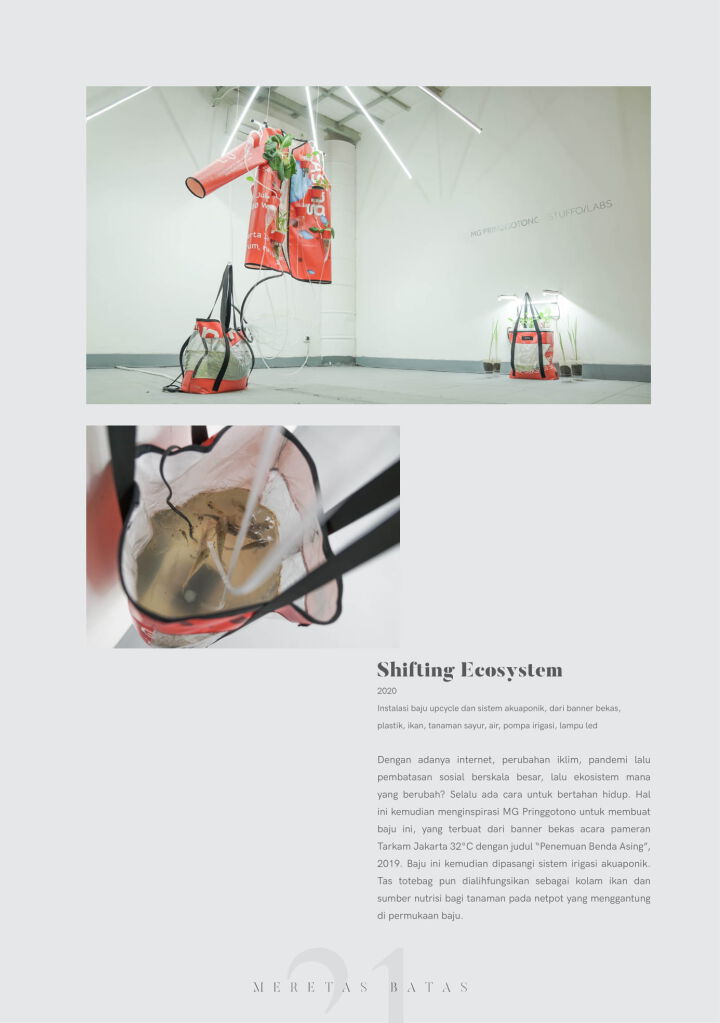 MG PRINGGOTONO STUFFO/LABS
Shifting Ecosystem
2020
Instalasi baju upcycle dan sistem akuaponik, dari banner bekas,
plastik, ikan, tanaman sayur, air, pompa irigasi, lampu led
Dengan adanya internet, perubahan iklim, pandemi lalu
pembatasan sosial berskala besar, lalu ekosistem mana
yang berubah? Selalu ada cara untuk bertahan hidup. Hal
ini kemudian menginspirasi MG Pringgotono untuk membuat
baju ini, yang terbuat dari banner bekas acara pameran
Tarkam Jakarta 32°C dengan judul “Penemuan Benda Asing”,
2019. Baju ini kemudian dipasangi sistem irigasi akuaponik.
Tas totebag pun dialihfungsikan sebagai kolam ikan dan
sumber nutrisi bagi tanaman pada netpot yang menggantung
di permukaan baju.
21
MERETAS BATAS